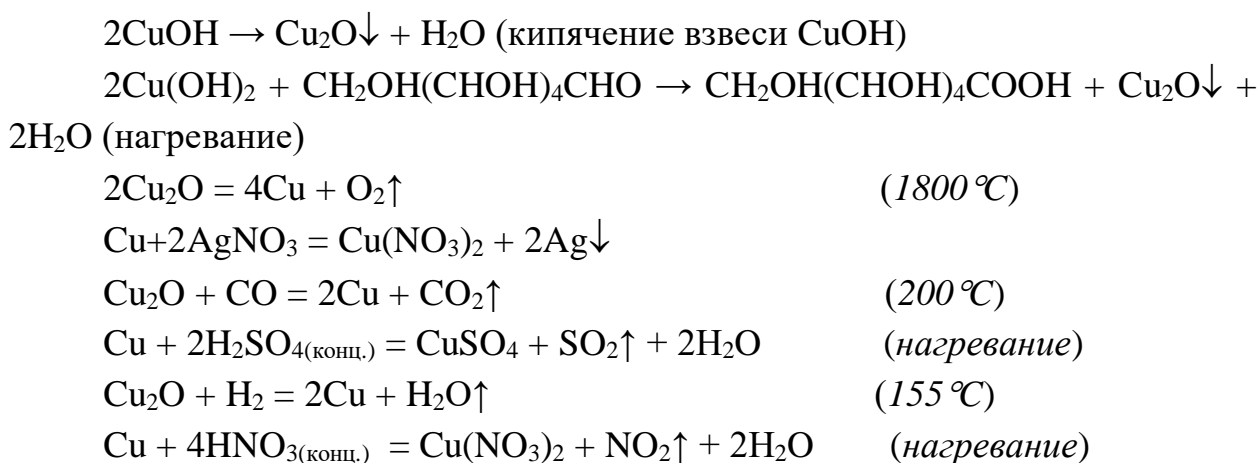 2CuOH → Cu₂O↓ + H₂O (кипячение взвеси CuOH)
2Cu(OH)₂ + CH₂OH(CHOH)₄CHO → CH₂OH(CHOH)₄COOH + Cu₂O↓ +
2H₂O (нагревание)
2Cu₂O = 4Cu + O₂↑ (1800℃)
Cu+2AgNO₃ = Cu(NO₃)₂ + 2Ag↓
Cu₂O + CO = 2Cu + CO₂↑ (200℃)
Cu + 2H₂SO₄₍конц.₎ = CuSO₄ + SO₂↑ + 2H₂O (нагревание)
Cu₂O + H₂ = 2Cu + H₂O↑ (155℃)
Cu + 4HNO₃₍конц.₎ = Cu(NO₃)₂ + NO₂↑ + 2H₂O (нагревание)